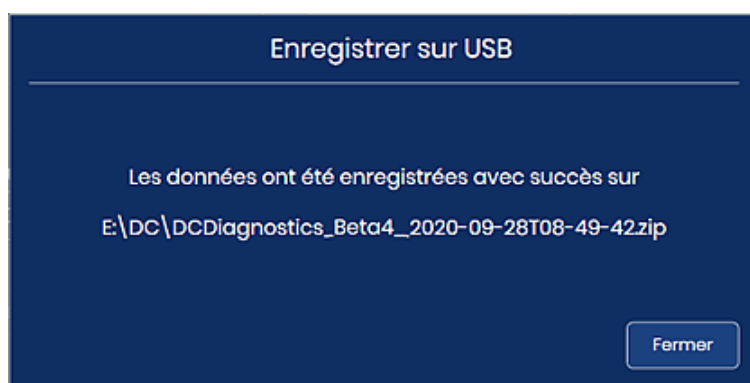 Enregistrer sur USB
Les données ont été enregistrées avec succès sur
E:\DC\DCDiagnostics_Beta4_2020-09-28T08-49-42.zip
Fermer